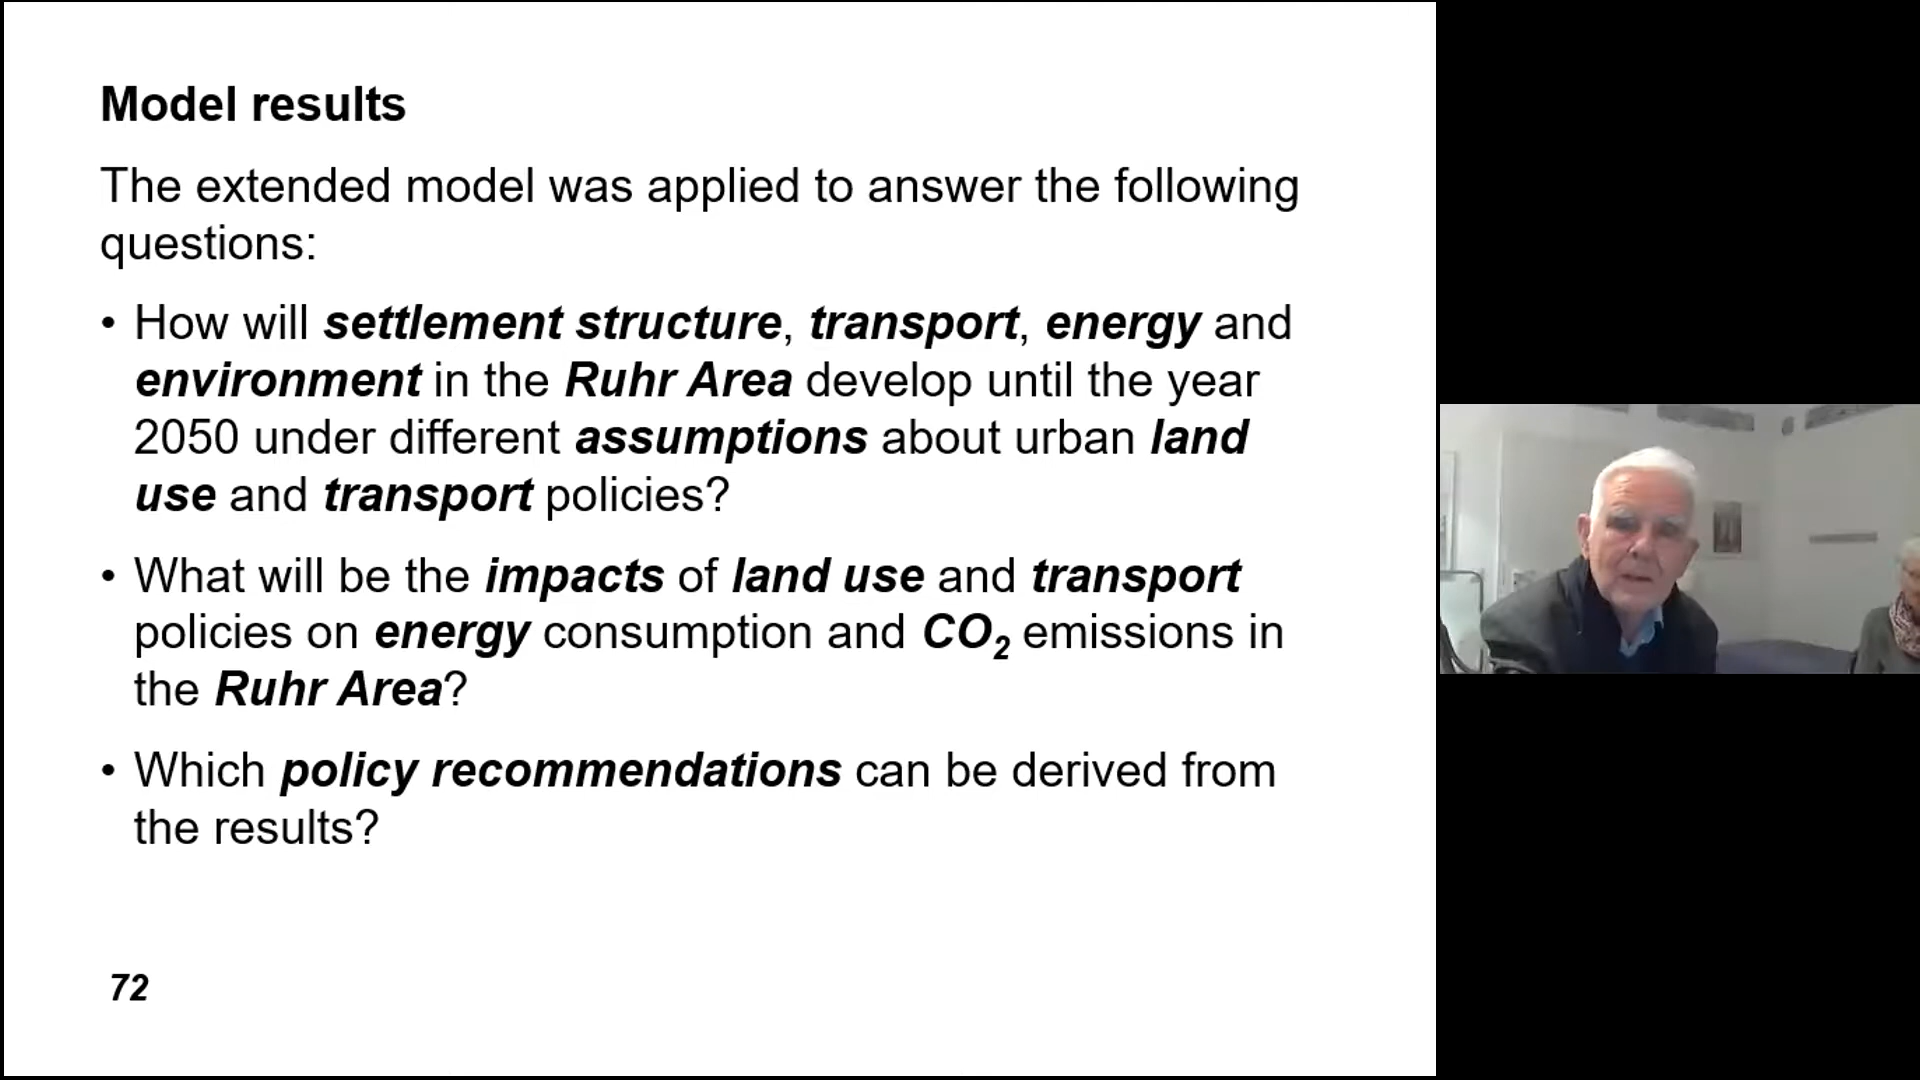 Model results
The extended model was applied to answer the following
questions:
• How will settlement structure, transport, energy and
environment in the Ruhr Area develop until the year
2050 under different assumptions about urban land
use and transport policies?
• What will be the impacts of land use and transport
policies on energy consumption and CO₂ emissions in
the Ruhr Area?
• Which policy recommendations can be derived from
the results?
72